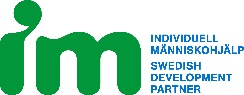 im
INDIVIDUELL
MÄNNISKOHJÄLP
SWEDISH
DEVELOPMENT
PARTNER